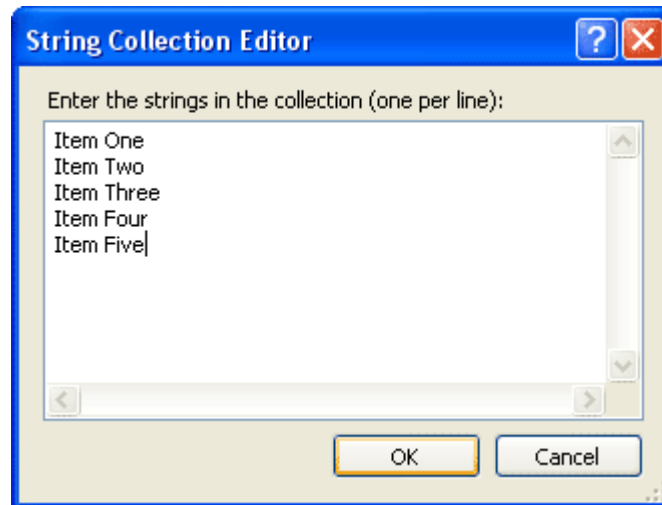 String Collection Editor
Enter the strings in the collection (one per line):
Item One
Item Two
Item Three
Item Four
Item Five
OK
Cancel